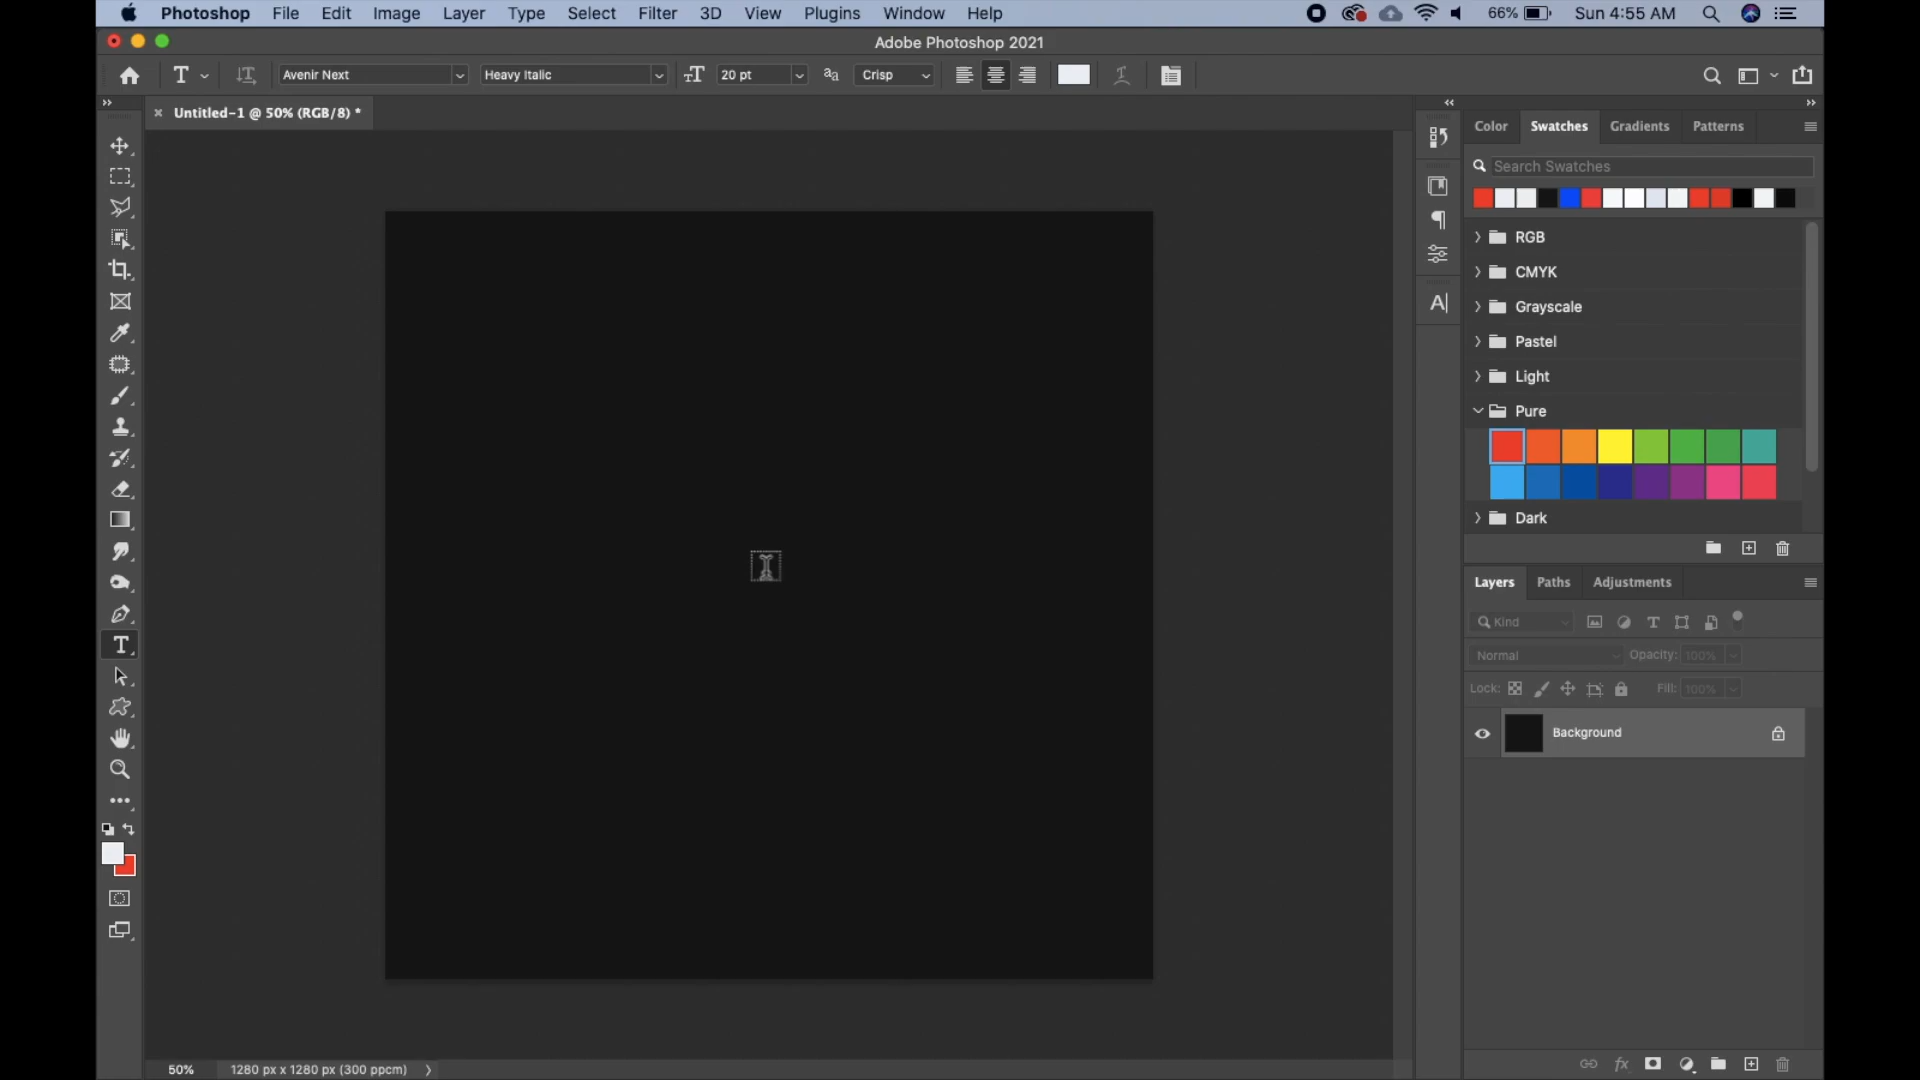 Photoshop File Edit Image Layer Type Select Filter 3D View Plugins Window Help 66% Sun 4:55 AM
Adobe Photoshop 2021
T Avenir Next Heavy Italic 20 pt Crisp
Untitled-1 @ 50% (RGB/8) *
Color Swatches Gradients Patterns
Search Swatches
RGB
CMYK
Grayscale
Pastel
Light
Pure
Dark
Layers Paths Adjustments
Kind
Normal Opacity: 100%
Lock: Fill: 100%
Background
50% 1280 px x 1280 px (300 ppcm)